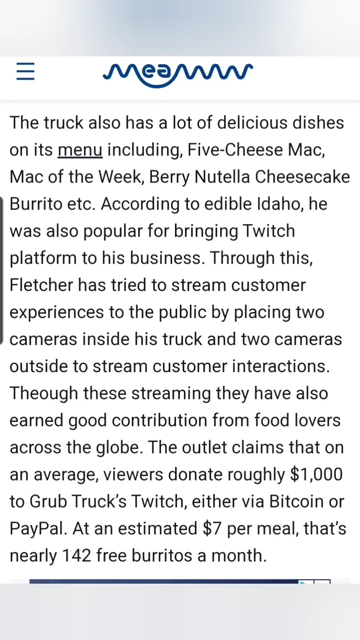 meaww
The truck also has a lot of delicious dishes
on its menu including, Five-Cheese Mac,
Mac of the Week, Berry Nutella Cheesecake
Burrito etc. According to edible Idaho, he
was also popular for bringing Twitch
platform to his business. Through this,
Fletcher has tried to stream customer
experiences to the public by placing two
cameras inside his truck and two cameras
outside to stream customer interactions.
Theough these streaming they have also
earned good contribution from food lovers
across the globe. The outlet claims that on
an average, viewers donate roughly $1,000
to Grub Truck’s Twitch, either via Bitcoin or
PayPal. At an estimated $7 per meal, that’s
nearly 142 free burritos a month.